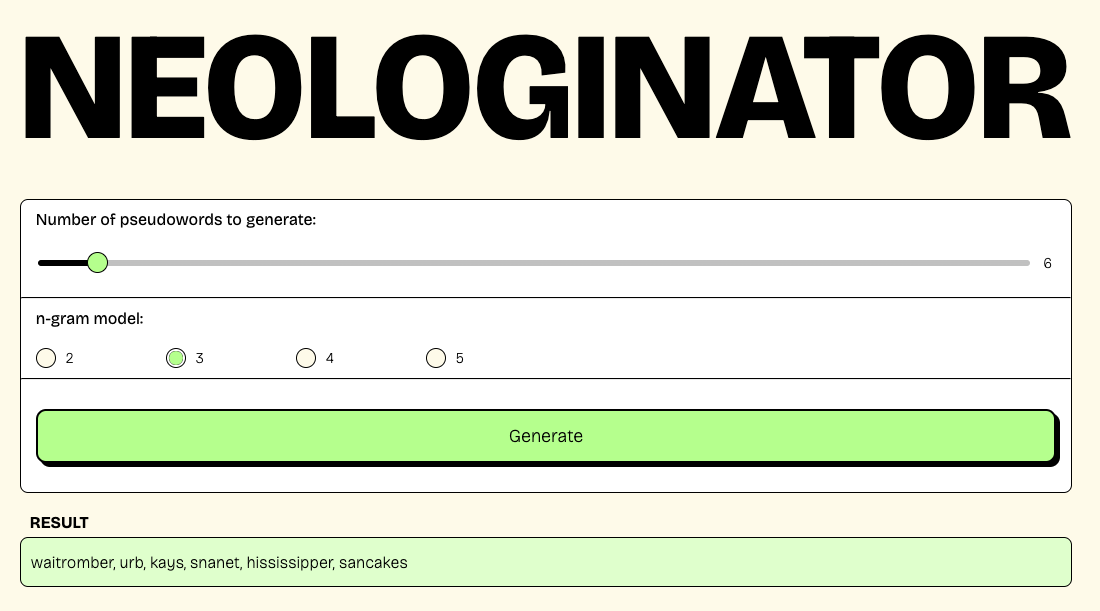 NEOLOGINATOR
Number of pseudowords to generate:
6
n-gram model:
2 3 4 5
Generate
RESULT
waitromber, urb, kays, snanet, hississipper, sancakes